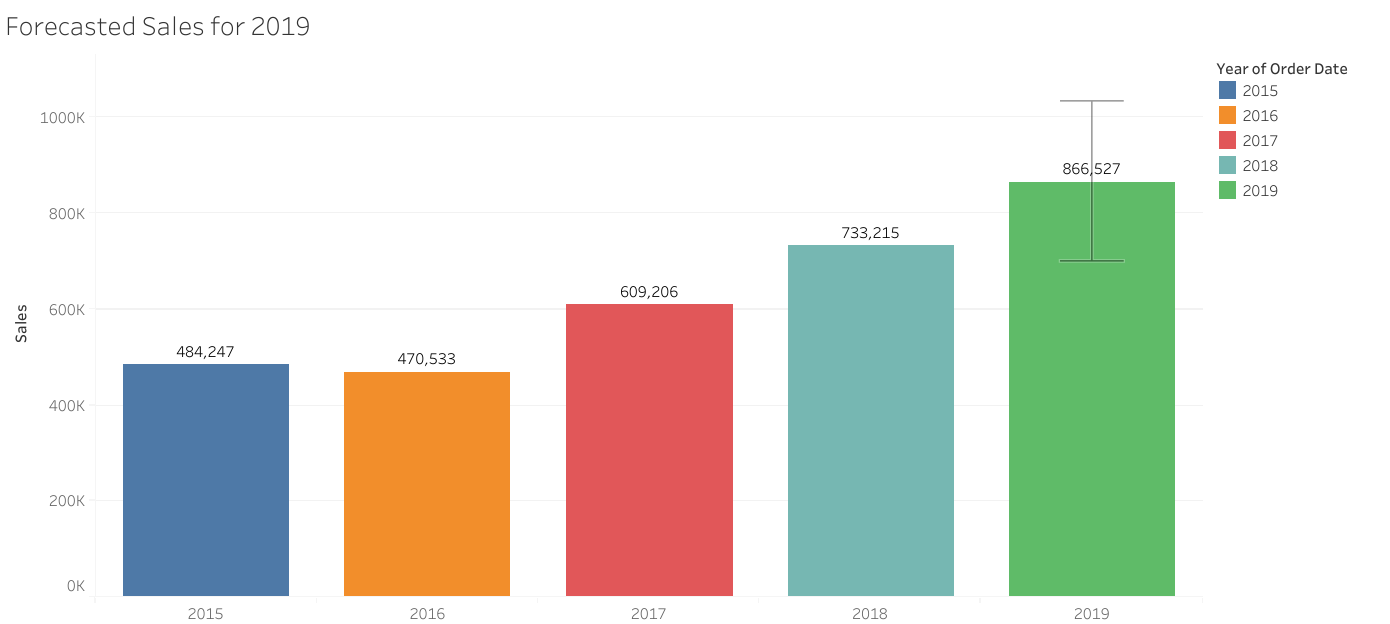 Forecasted Sales for 2019
Year of Order Date
2015
2016
2017
2018
2019
Sales
1000K
800K
600K
400K
200K
0K
484,247
470,533
609,206
733,215
866,527
2015
2016
2017
2018
2019